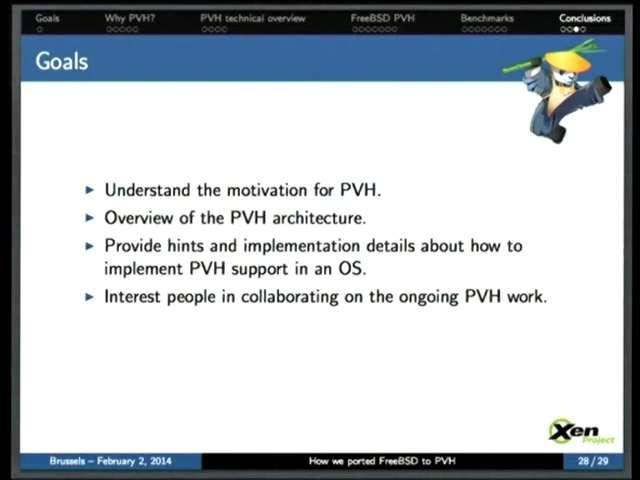 Goals Why PVH? PVH technical overview FreeBSD PVH Benchmarks Conclusions
Goals
Understand the motivation for PVH.
Overview of the PVH architecture.
Provide hints and implementation details about how to
implement PVH support in an OS.
Interest people in collaborating on the ongoing PVH work.
Xen
Project
Brussels – February 2, 2014 How we ported FreeBSD to PVH 28 / 29